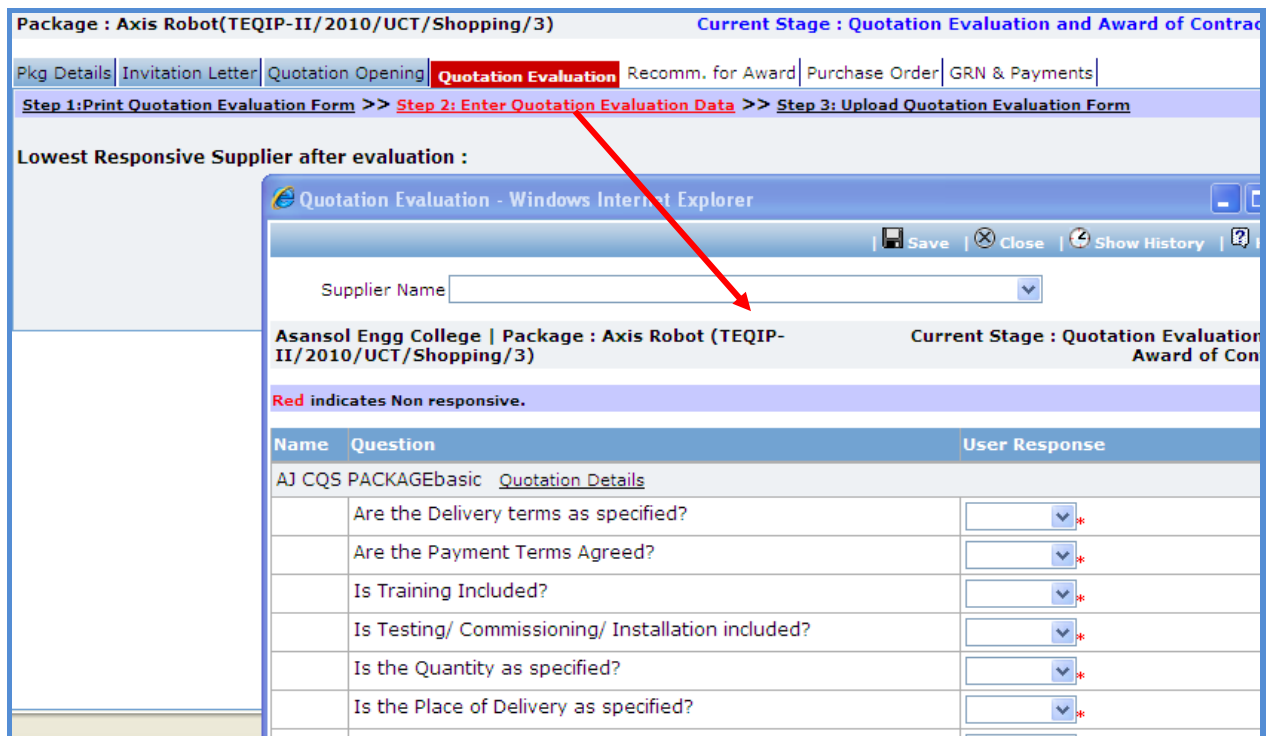 Package : Axis Robot(TEQIP-II/2010/UCT/Shopping/3) Current Stage : Quotation Evaluation and Award of Contrac
Pkg Details Invitation Letter Quotation Opening Quotation Evaluation Recomm. for Award Purchase Order GRN & Payments
Step 1:Print Quotation Evaluation Form >> Step 2: Enter Quotation Evaluation Data >> Step 3: Upload Quotation Evaluation Form
Lowest Responsive Supplier after evaluation :
Quotation Evaluation - Windows Internet Explorer
| Save | Close | Show History |
Supplier Name
Asansol Engg College | Package : Axis Robot (TEQIP- Current Stage : Quotation Evaluation
II/2010/UCT/Shopping/3) Award of Con
Red indicates Non responsive.
Name Question User Response
AJ CQS PACKAGEbasic Quotation Details
Are the Delivery terms as specified? *
Are the Payment Terms Agreed? *
Is Training Included? *
Is Testing/ Commissioning/ Installation included? *
Is the Quantity as specified? *
Is the Place of Delivery as specified? *